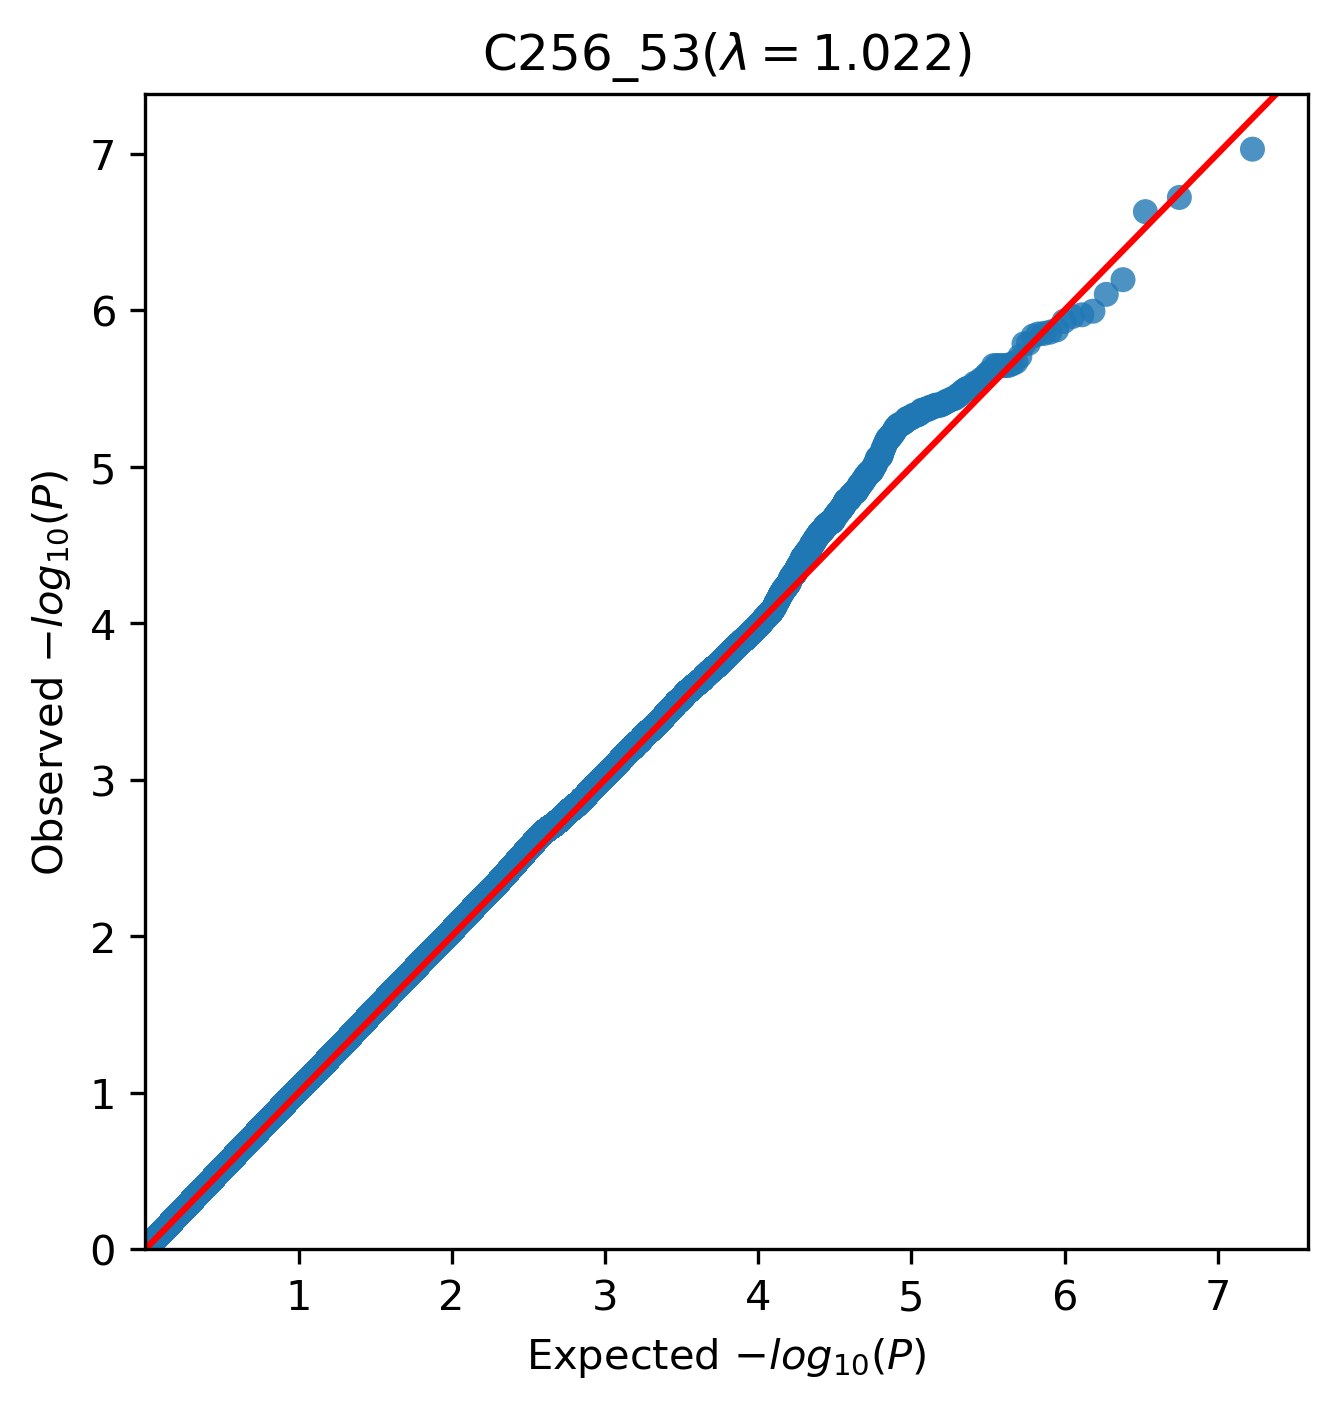 C256_53(λ = 1.022)
Observed −log₁₀(P)
7
6
5
4
3
2
1
0
1 2 3 4 5 6 7
Expected −log₁₀(P)